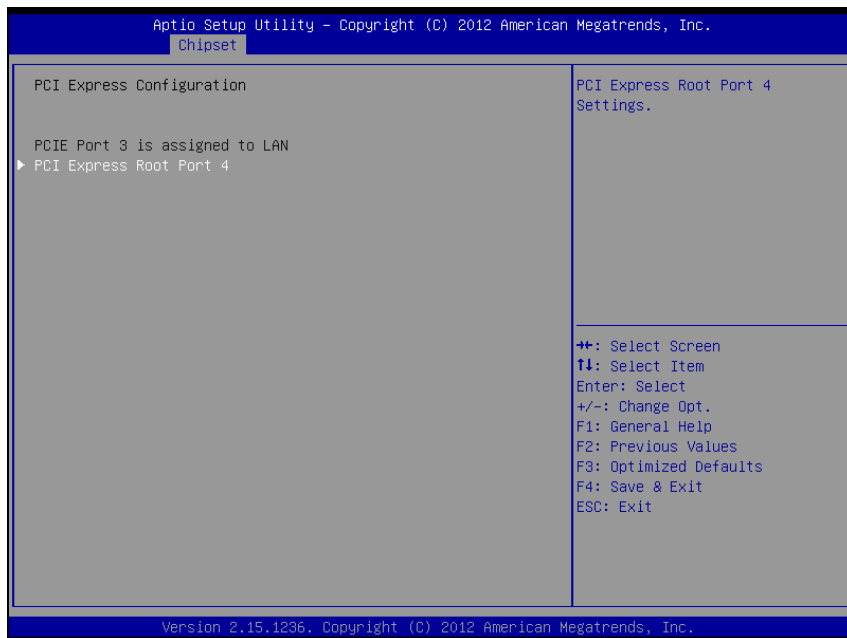 Aptio Setup Utility – Copyright (C) 2012 American Megatrends, Inc.
Chipset
PCI Express Configuration
PCIE Port 3 is assigned to LAN
PCI Express Root Port 4
PCI Express Root Port 4
Settings.
→←: Select Screen
↑↓: Select Item
Enter: Select
+/-: Change Opt.
F1: General Help
F2: Previous Values
F3: Optimized Defaults
F4: Save & Exit
ESC: Exit
Version 2.15.1236. Copyright (C) 2012 American Megatrends, Inc.